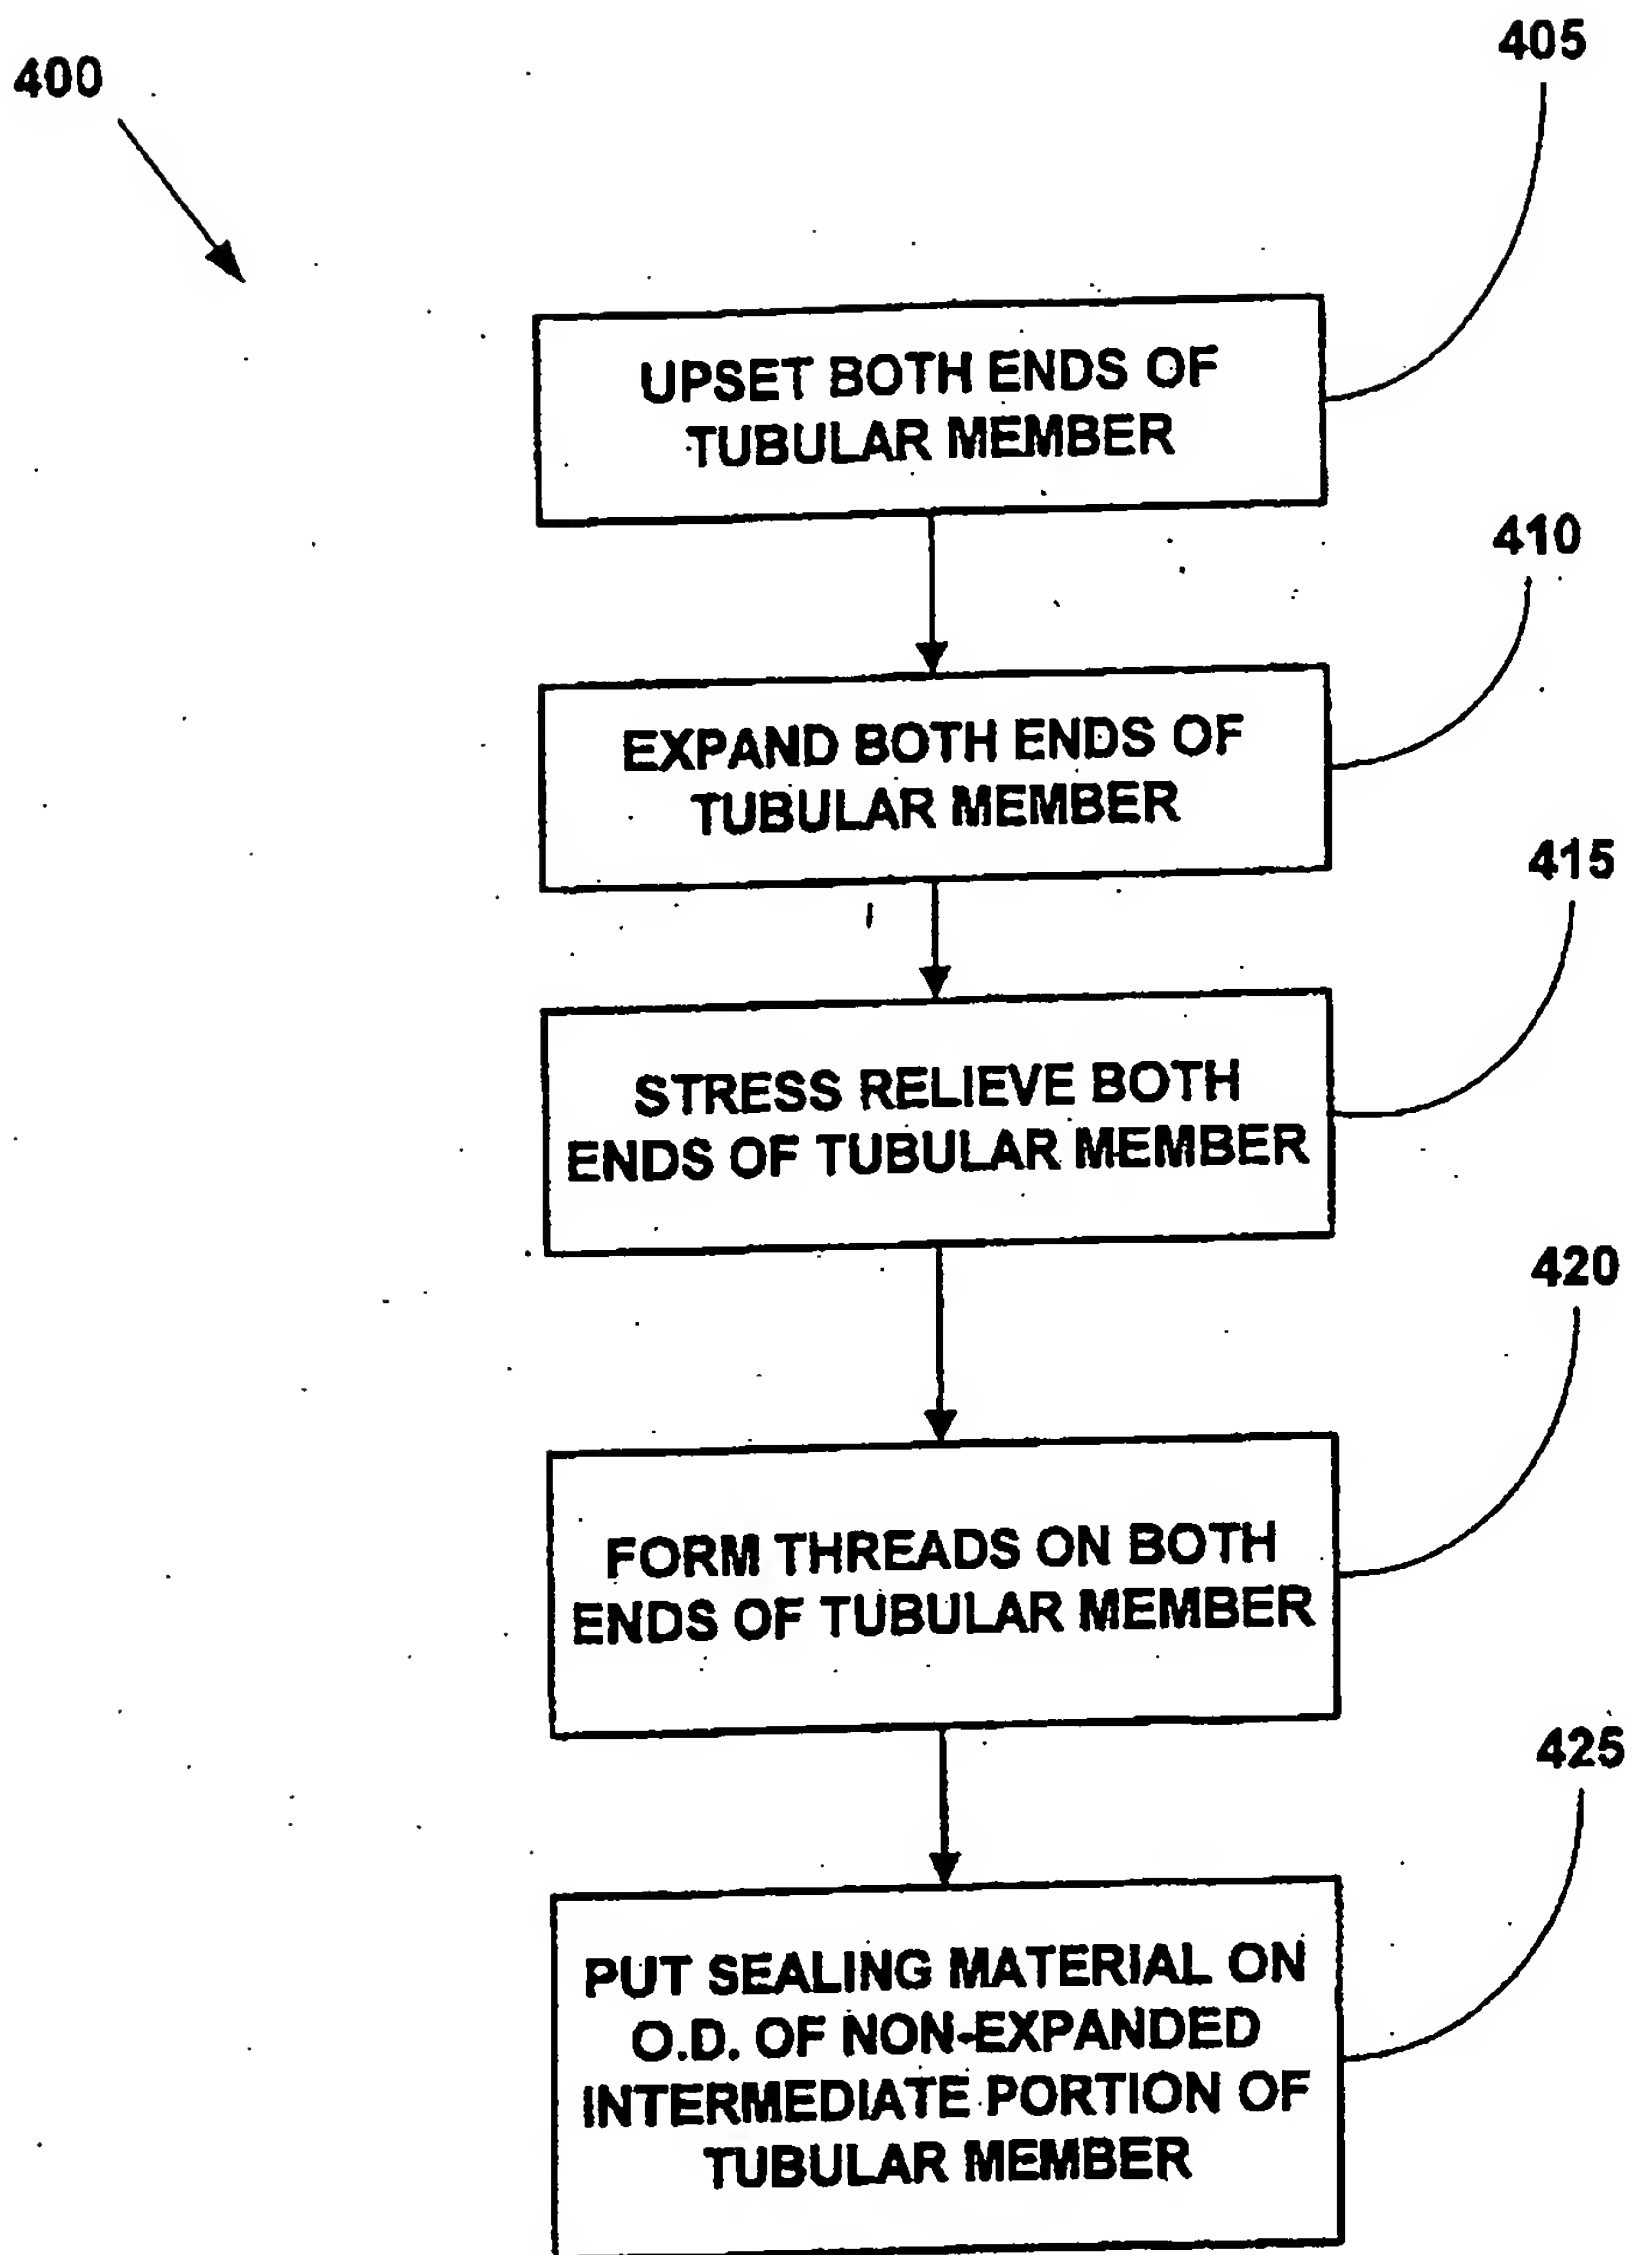 400
405
UPSET BOTH ENDS OF
TUBULAR MEMBER
410
EXPAND BOTH ENDS OF
TUBULAR MEMBER
415
STRESS RELIEVE BOTH
ENDS OF TUBULAR MEMBER
420
FORM THREADS ON BOTH
ENDS OF TUBULAR MEMBER
425
PUT SEALING MATERIAL ON
O.D. OF NON-EXPANDED
INTERMEDIATE PORTION OF
TUBULAR MEMBER